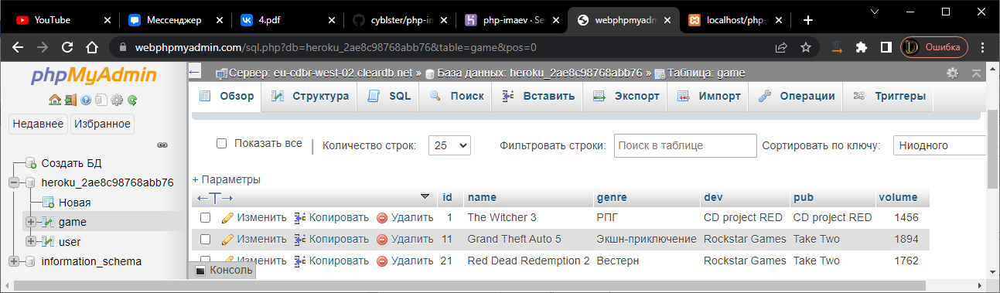 YouTube
Мессенджер
4.pdf
cyblster/php-im
php-imaev · Se
webphpmyadm
localhost/php-
webphpmyadmin.com/sql.php?db=heroku_2ae8c98768abb76&table=game&pos=0
Ошибка
phpMyAdmin
Недавнее Избранное
Создать БД
heroku_2ae8c98768abb76
Новая
game
user
information_schema
Сервер: eu-cdbr-west-02.cleardb.net » База данных: heroku_2ae8c98768abb76 » Таблица: game
Обзор Структура SQL Поиск Вставить Экспорт Импорт Операции Триггеры
Показать все Количество строк: 25 Фильтровать строки: Поиск в таблице Сортировать по ключу: Ниодного
+ Параметры
←T→ id name genre dev pub volume
Изменить Копировать Удалить 1 The Witcher 3 РПГ CD project RED CD project RED 1456
Изменить Копировать Удалить 11 Grand Theft Auto 5 Экшн-приключение Rockstar Games Take Two 1894
Изменить Копировать Удалить 21 Red Dead Redemption 2 Вестерн Rockstar Games Take Two 1762
Консоль